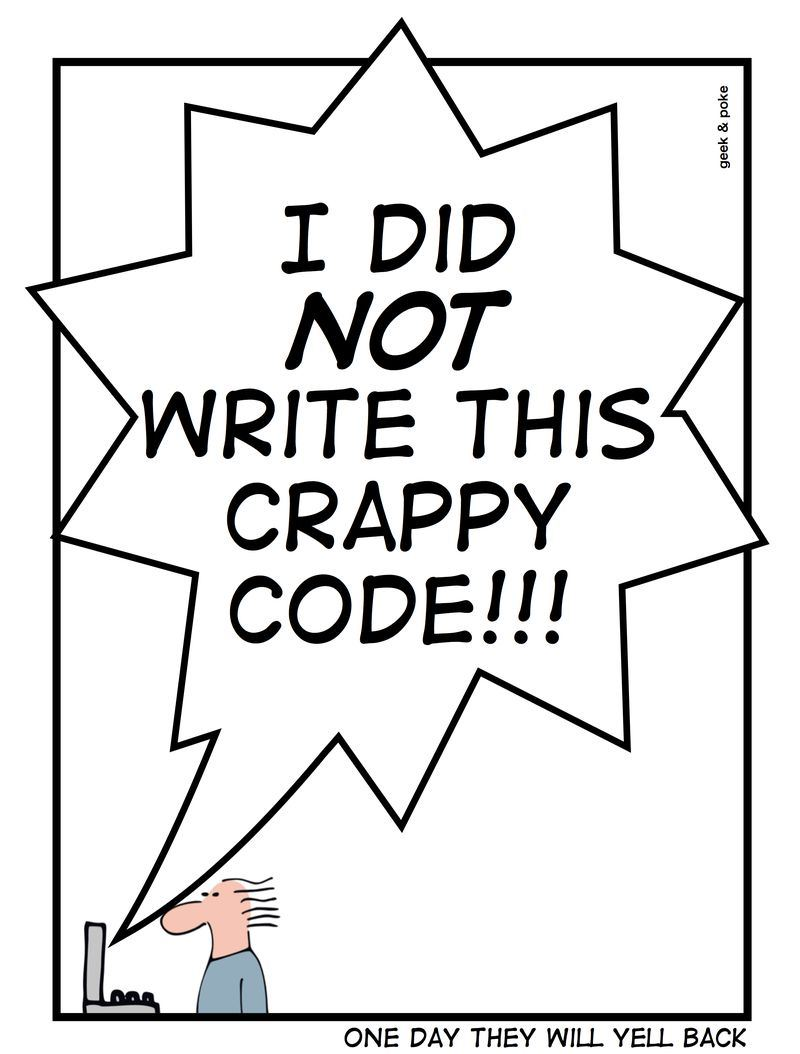 geek & poke
I DID
NOT
WRITE THIS
CRAPPY
CODE!!!
ONE DAY THEY WILL YELL BACK